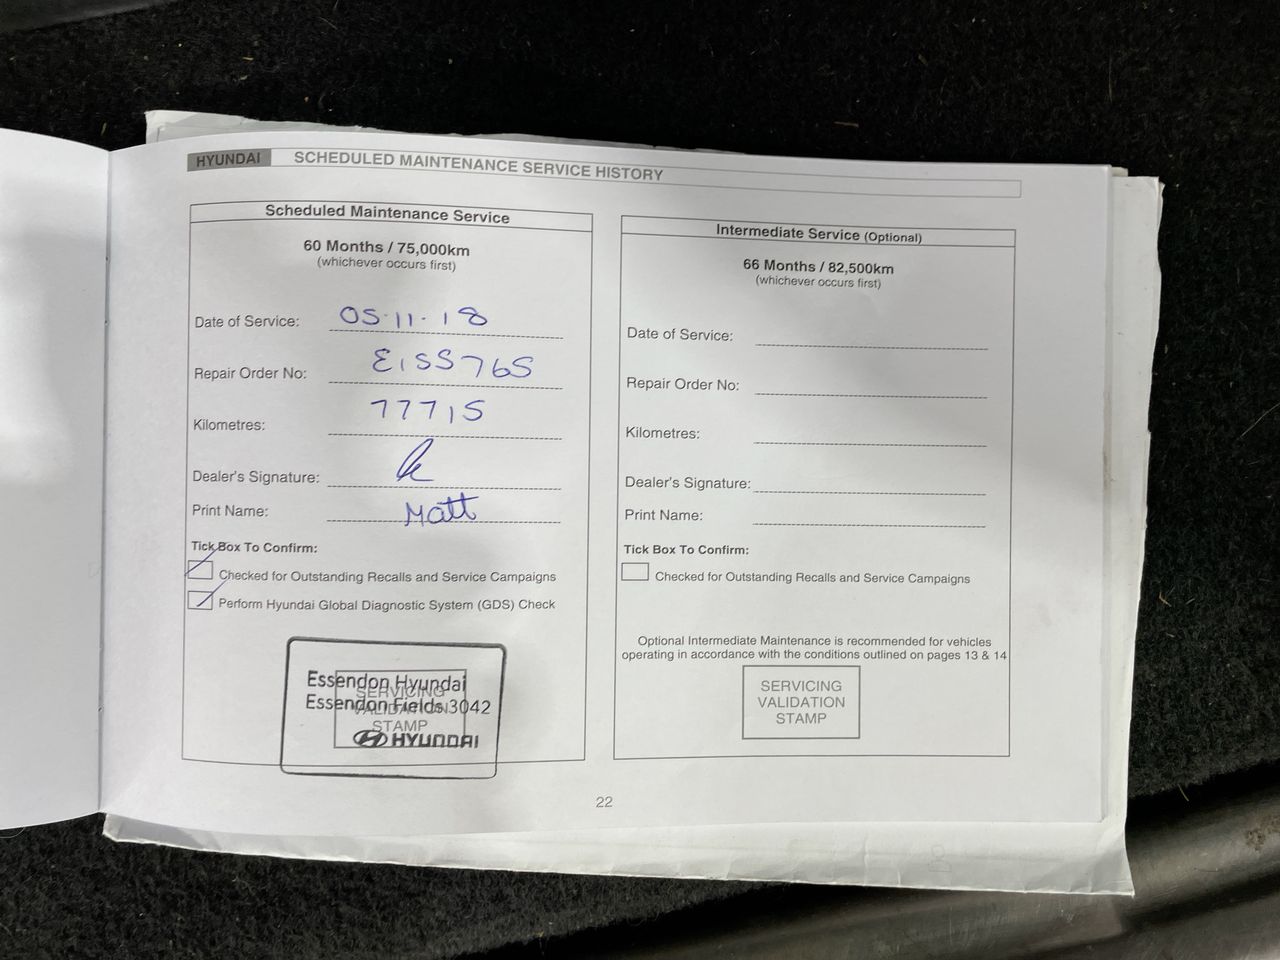 HYUNDAI SCHEDULED MAINTENANCE SERVICE HISTORY
Scheduled Maintenance Service
60 Months / 75,000km
(whichever occurs first)
Date of Service: 05.11.18
Repair Order No: E155765
Kilometres: 77715
Dealer's Signature:
Print Name: Matt
Tick Box To Confirm:
Checked for Outstanding Recalls and Service Campaigns
Perform Hyundai Global Diagnostic System (GDS) Check
Essendon Hyundai
SERVICING
Essendon Fields 3042
VALIDATION
STAMP
HYUNDAI
Intermediate Service (Optional)
66 Months / 82,500km
(whichever occurs first)
Date of Service:
Repair Order No:
Kilometres:
Dealer's Signature:
Print Name:
Tick Box To Confirm:
Checked for Outstanding Recalls and Service Campaigns
Optional Intermediate Maintenance is recommended for vehicles
operating in accordance with the conditions outlined on pages 13 & 14
SERVICING
VALIDATION
STAMP
22